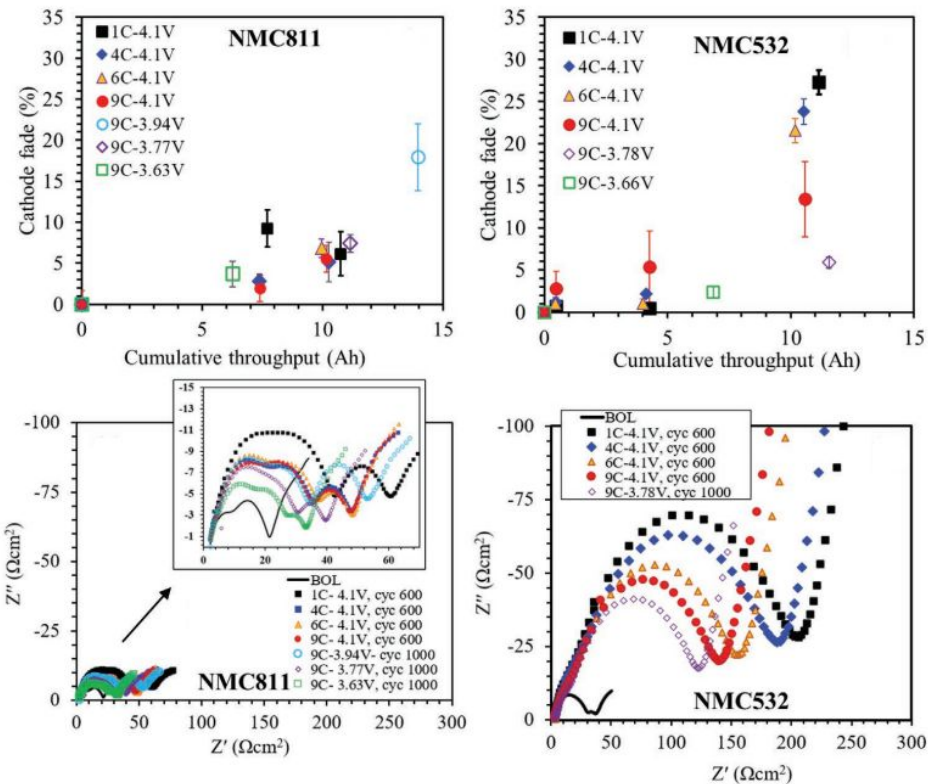 NMC811
1C-4.1V
4C-4.1V
6C-4.1V
9C-4.1V
9C-3.94V
9C-3.77V
9C-3.63V
35
30
25
20
15
10
5
0
Cathode fade (%)
0 5 10 15
Cumulative throughput (Ah)
NMC532
1C-4.1V
4C-4.1V
6C-4.1V
9C-4.1V
9C-3.78V
9C-3.66V
35
30
25
20
15
10
5
0
Cathode fade (%)
0 5 10 15
Cumulative throughput (Ah)
-100
-75
-50
-25
0
Z'' (Ωcm²)
-15
-13
-11
-9
-7
-5
-3
-1
0 20 40 60
BOL
1C- 4.1V, cyc 600
4C- 4.1V, cyc 600
6C- 4.1V, cyc 600
9C- 4.1V, cyc 600
9C-3.94V- cyc 1000
9C- 3.77V, cyc 1000
9C- 3.63V, cyc 1000
NMC811
0 50 100 150 200 250 300
Z' (Ωcm²)
BOL
1C-4.1V, cyc 600
4C-4.1V, cyc 600
6C-4.1V, cyc 600
9C-4.1V, cyc 600
9C-3.78V, cyc 1000
-100
-75
-50
-25
0
Z'' (Ωcm²)
NMC532
0 50 100 150 200 250 300
Z' (Ωcm²)